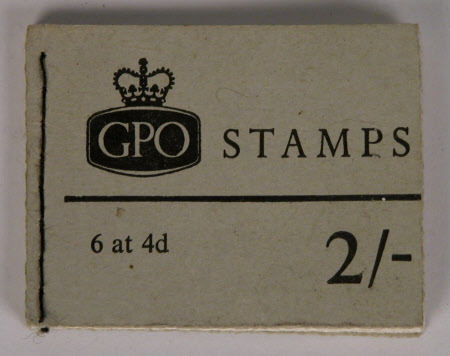 GPO STAMPS
6 at 4d 2/-